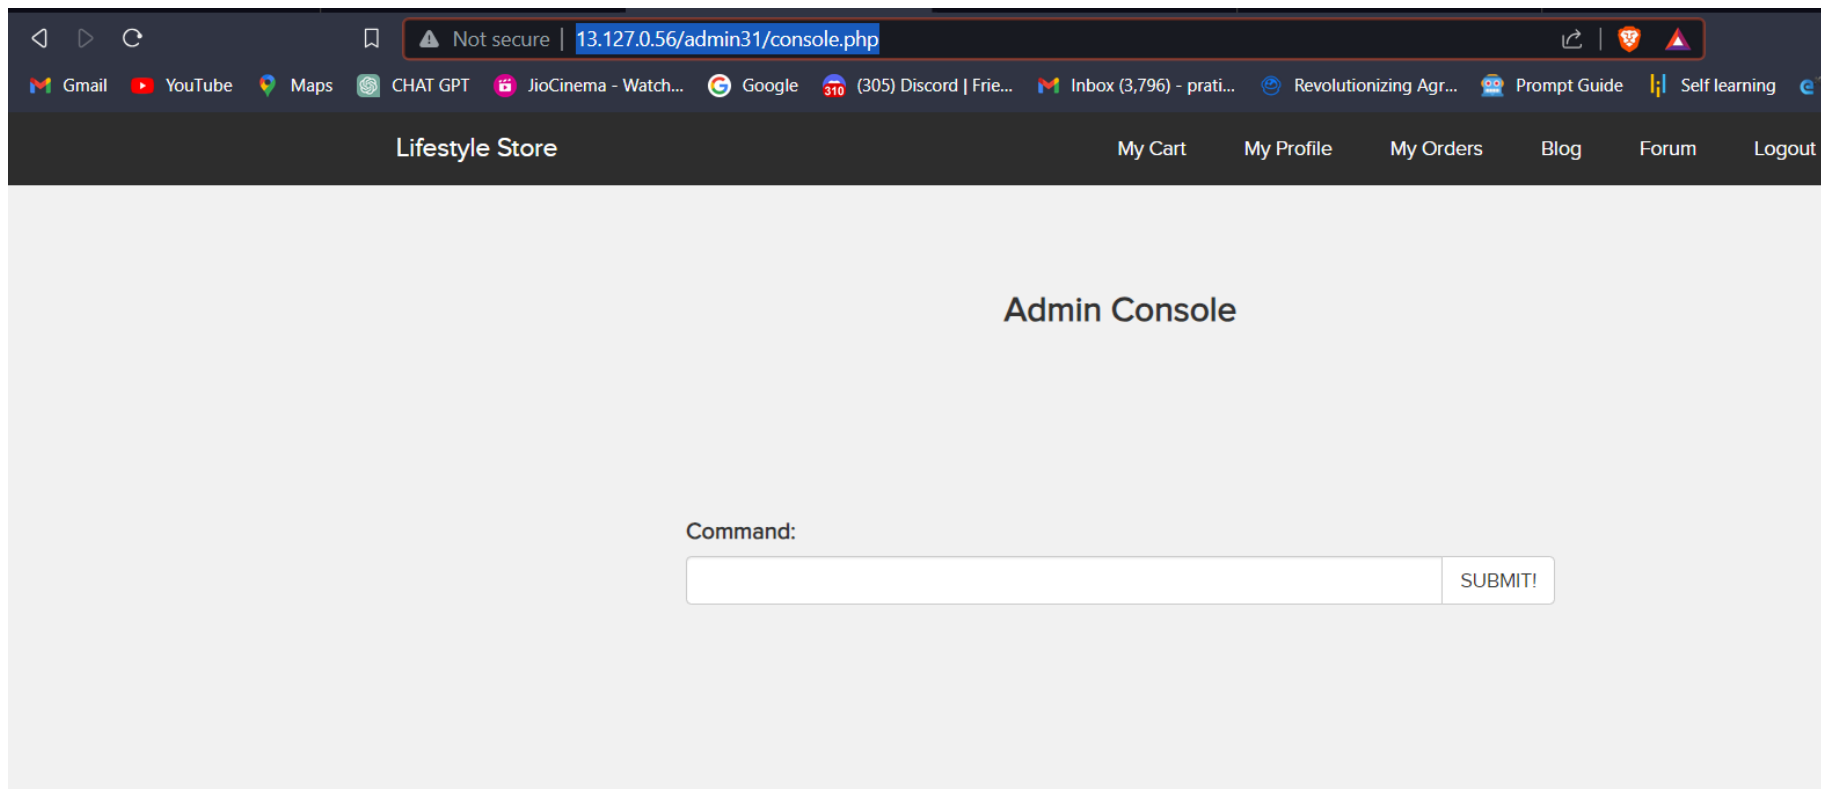 Not secure | 13.127.0.56/admin31/console.php
Gmail YouTube Maps CHAT GPT JioCinema - Watch... Google 310 (305) Discord | Frie... Inbox (3,796) - prati... Revolutionizing Agr... Prompt Guide Self learning
Lifestyle Store My Cart My Profile My Orders Blog Forum Logout
Admin Console
Command:
SUBMIT!